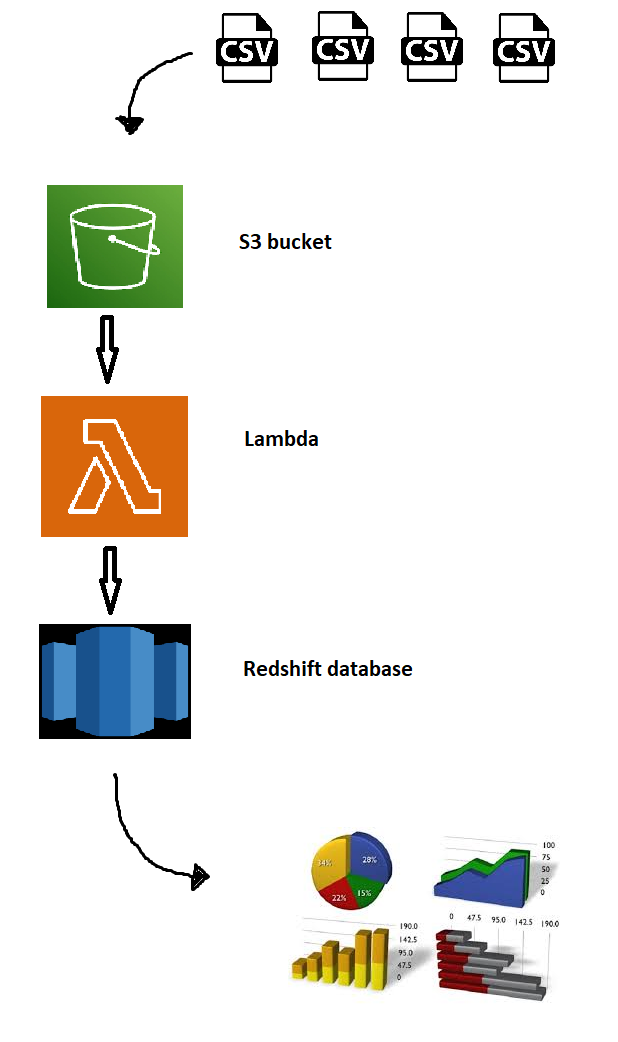 CSV CSV CSV CSV
S3 bucket
Lambda
Redshift database
34% 28%
22% 15%
100
75
50
25
0
190.0
142.5
95.0
47.5
0
0 47.5 95.0 142.5 190.0